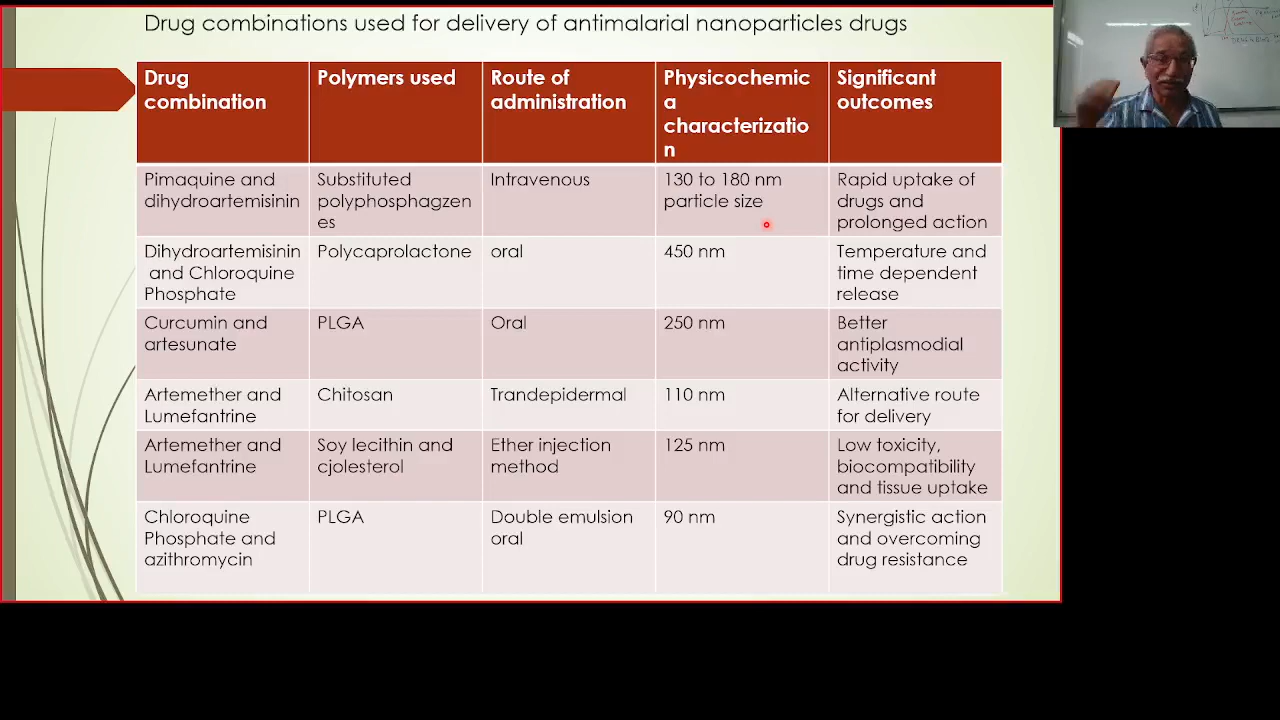 Drug combinations used for delivery of antimalarial nanoparticles drugs
Drug
combination
Polymers used
Route of
administration
Physicochemic
a
characterizatio
n
Significant
outcomes
Pimaquine and
dihydroartemisinin
Substituted
polyphosphagzen
es
Intravenous
130 to 180 nm
particle size
Rapid uptake of
drugs and
prolonged action
Dihydroartemisinin
and Chloroquine
Phosphate
Polycaprolactone
oral
450 nm
Temperature and
time dependent
release
Curcumin and
artesunate
PLGA
Oral
250 nm
Better
antiplasmodial
activity
Artemether and
Lumefantrine
Chitosan
Trandepidermal
110 nm
Alternative route
for delivery
Artemether and
Lumefantrine
Soy lecithin and
cjolesterol
Ether injection
method
125 nm
Low toxicity,
biocompatibility
and tissue uptake
Chloroquine
Phosphate and
azithromycin
PLGA
Double emulsion
oral
90 nm
Synergistic action
and overcoming
drug resistance